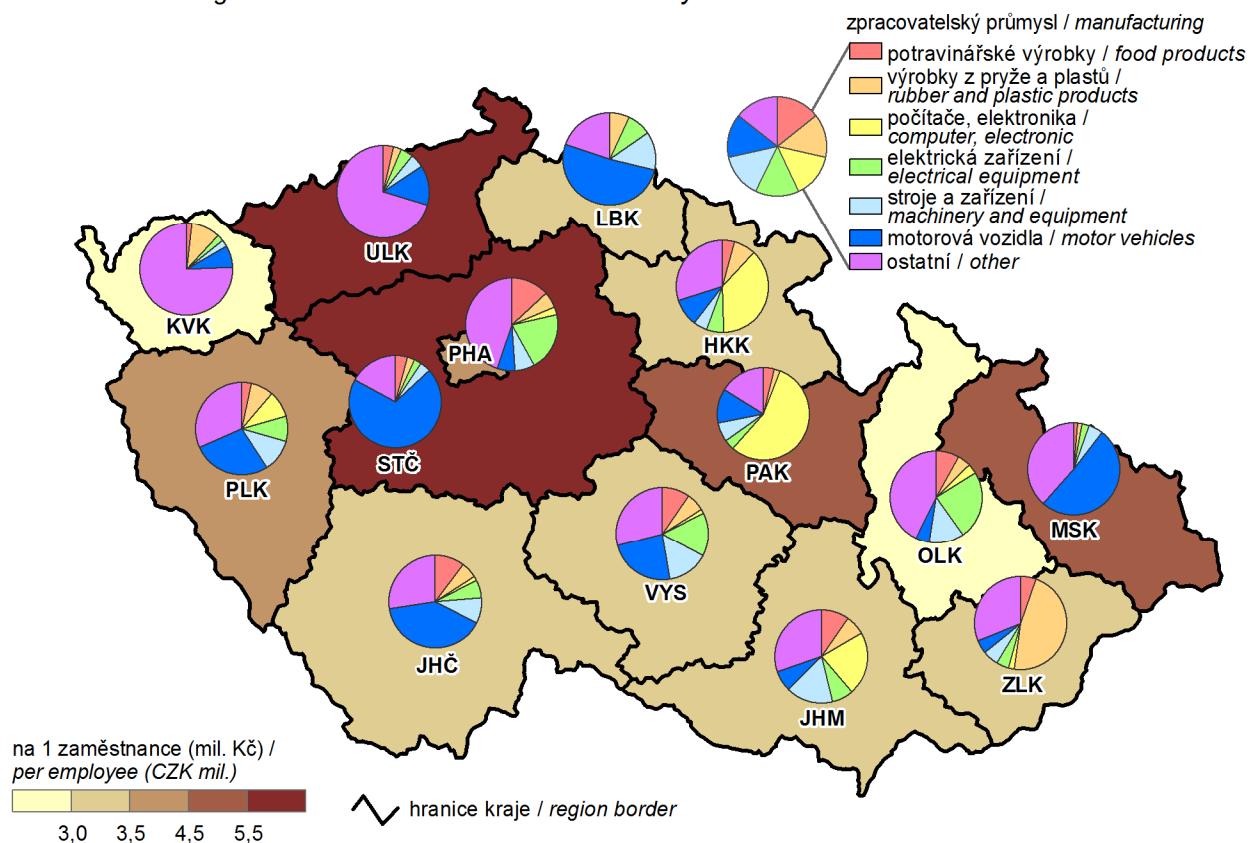 zpracovatelský průmysl / manufacturing
potravinářské výrobky / food products
výrobky z pryže a plastů /
rubber and plastic products
počítače, elektronika /
computer, electronic
elektrická zařízení /
electrical equipment
stroje a zařízení /
machinery and equipment
motorová vozidla / motor vehicles
ostatní / other
LBK
ULK
KVK
HKK
PHA
STČ
PAK
PLK
MSK
OLK
VYS
JHČ
ZLK
JHM
na 1 zaměstnance (mil. Kč) /
per employee (CZK mil.)
3,0 3,5 4,5 5,5
hranice kraje / region border